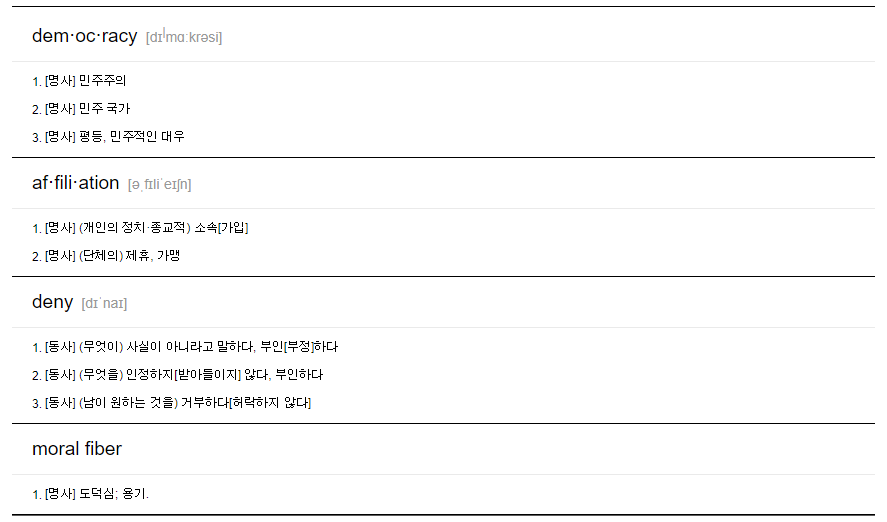 dem·oc·racy [dɪˈmɑːkrəsi]
1. [명사] 민주주의
2. [명사] 민주 국가
3. [명사] 평등, 민주적인 대우
af·fili·ation [əˌfɪliˈeɪʃn]
1. [명사] (개인의 정치·종교적) 소속[가입]
2. [명사] (단체의) 제휴, 가맹
deny [dɪˈnaɪ]
1. [동사] (무엇이) 사실이 아니라고 말하다, 부인[부정]하다
2. [동사] (무엇을) 인정하지[받아들이지] 않다, 부인하다
3. [동사] (남이 원하는 것을) 거부하다[허락하지 않다]
moral fiber
1. [명사] 도덕심; 용기.